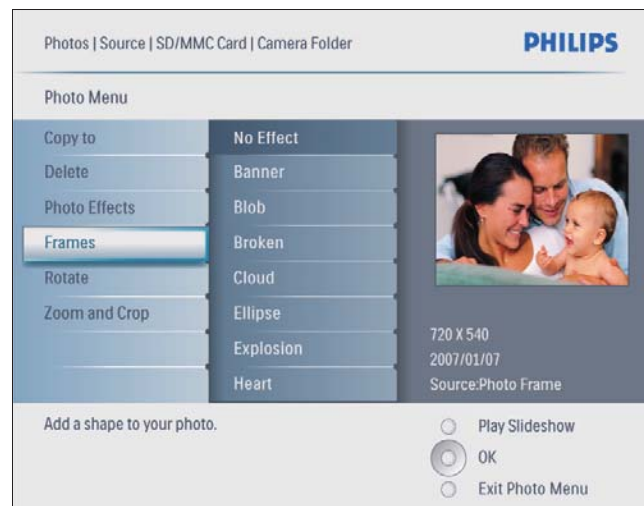 Photos | Source | SD/MMC Card | Camera Folder
PHILIPS
Photo Menu
Copy to
Delete
Photo Effects
Frames
Rotate
Zoom and Crop
No Effect
Banner
Blob
Broken
Cloud
Ellipse
Explosion
Heart
720 X 540
2007/01/07
Source:Photo Frame
Add a shape to your photo.
Play Slideshow
OK
Exit Photo Menu